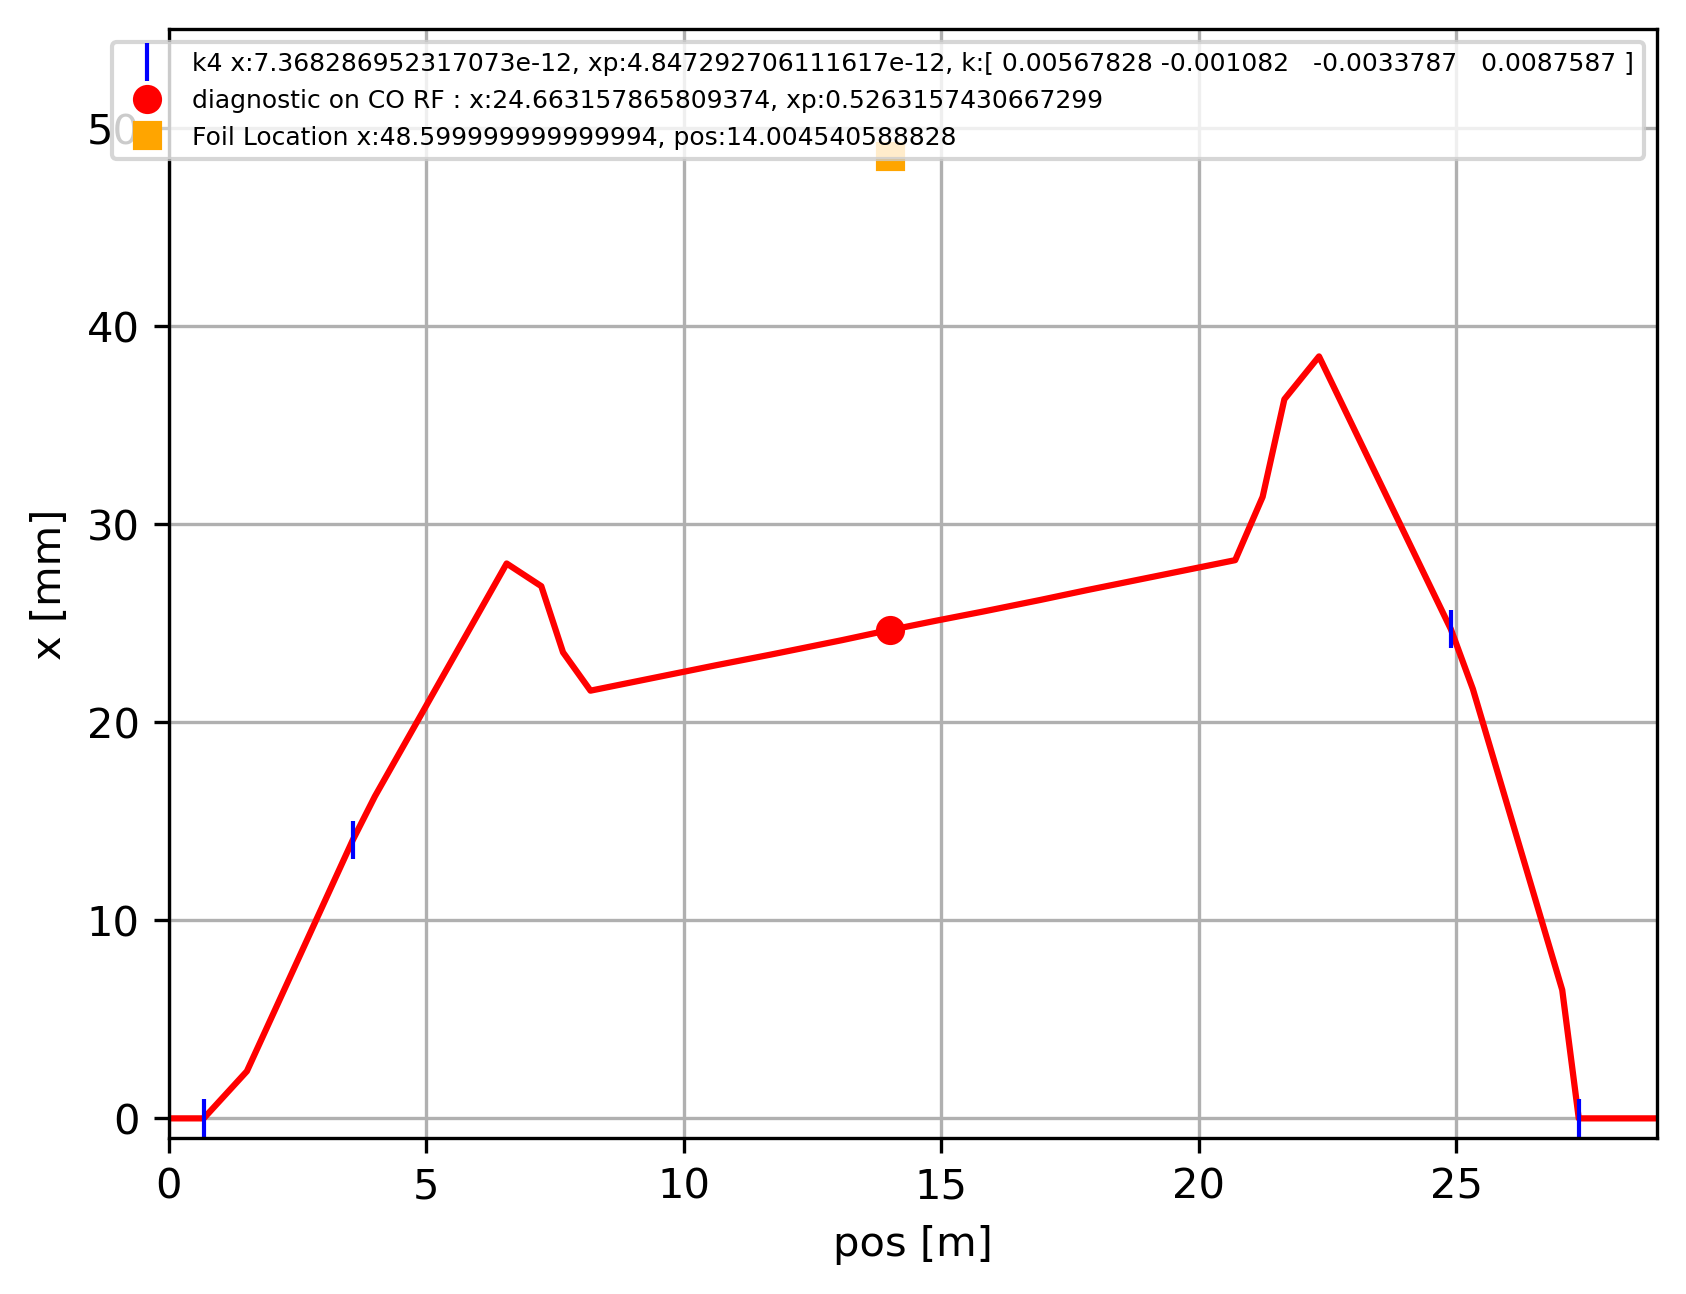 k4 x:7.368286952317073e-12, xp:4.847292706111617e-12, k:[ 0.00567828 -0.001082 -0.0033787 0.0087587 ]
diagnostic on CO RF : x:24.663157865809374, xp:0.5263157430667299
Foil Location x:48.599999999999994, pos:14.004540588828
50
40
30
20
10
0
x [mm]
0 5 10 15 20 25
pos [m]